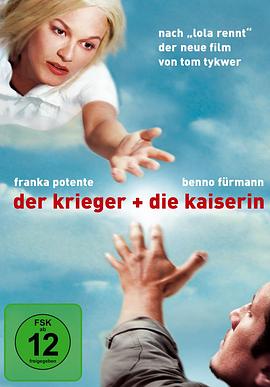 nach „lola rennt“
der neue film
von tom tykwer
franka potente
benno fürmann
der krieger + die kaiserin
FSK
ab
12
freigegeben